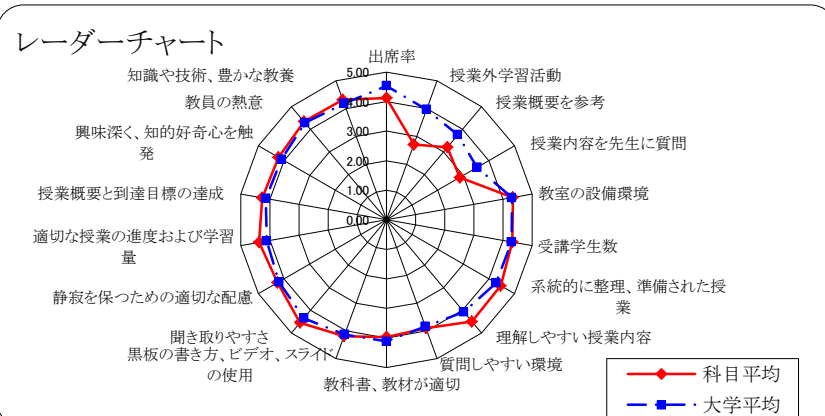 レーダーチャート
出席率
授業外学習活動
授業概要を参考
授業内容を先生に質問
教室の設備環境
受講学生数
系統的に整理、準備された授
業
理解しやすい授業内容
質問しやすい環境
教科書、教材が適切
黒板の書き方、ビデオ、スライド
の使用
聞き取りやすさ
静寂を保つための適切な配慮
適切な授業の進度および学習
量
授業概要と到達目標の達成
興味深く、知的好奇心を触
発
教員の熱意
知識や技術、豊かな教養
5.00
4.00
3.00
2.00
1.00
0.00
科目平均
大学平均